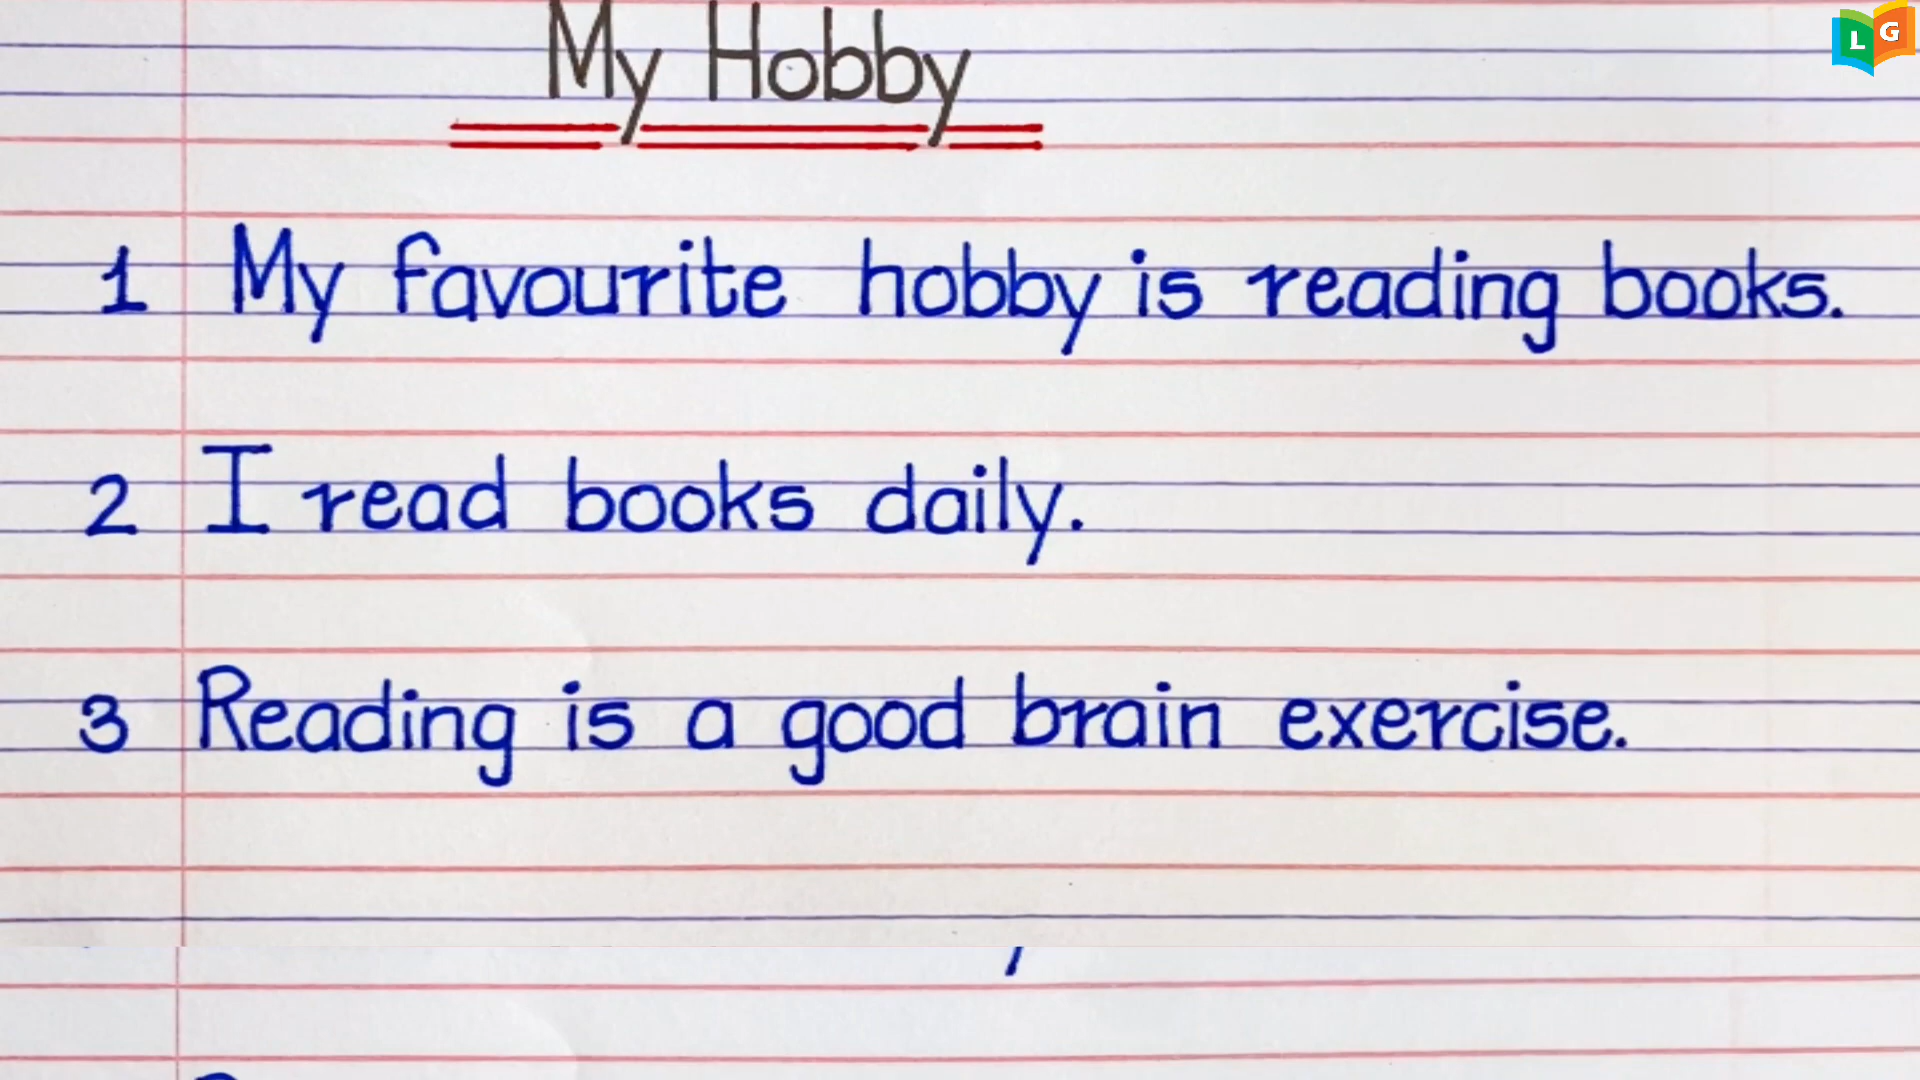 L G
My Hobby
1 My favourite hobby is reading books.
2 I read books daily.
3 Reading is a good brain exercise.